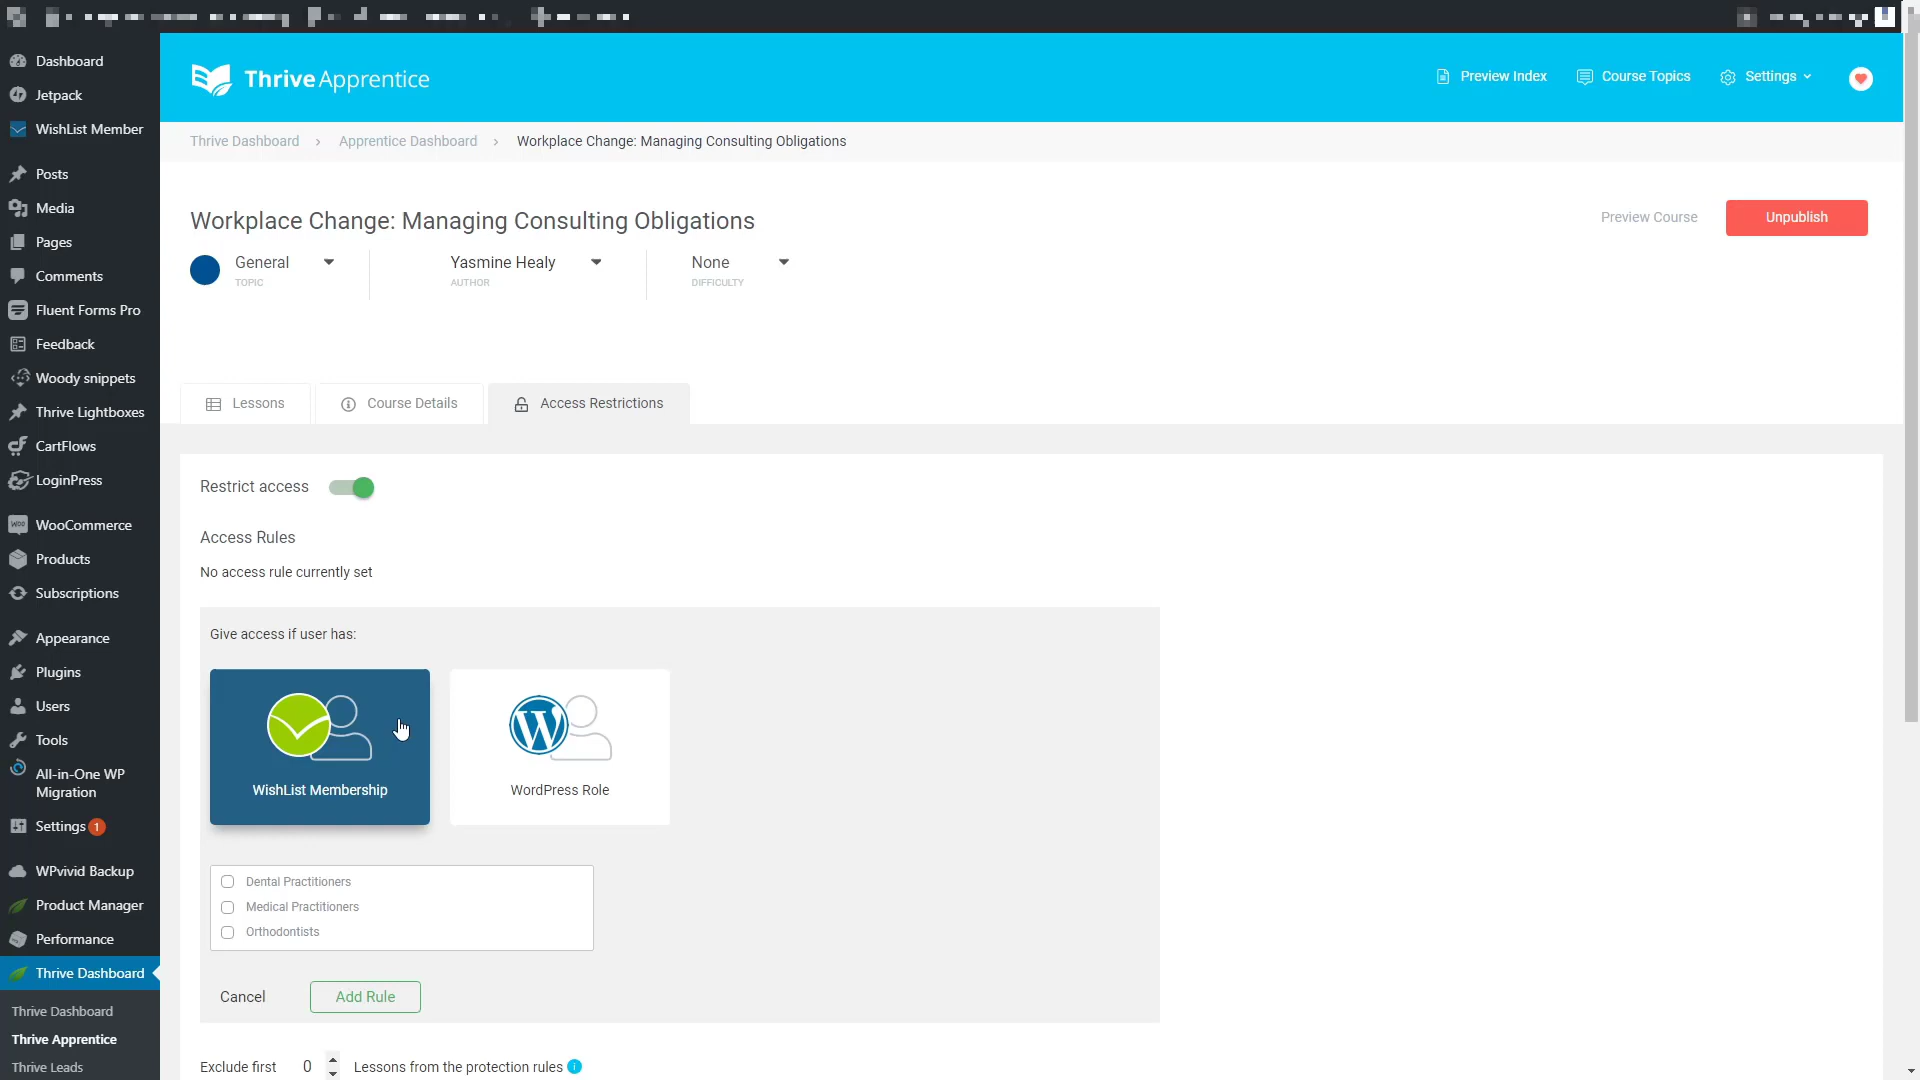 Dashboard
Jetpack
WishList Member
Posts
Media
Pages
Comments
Fluent Forms Pro
Feedback
Woody snippets
Thrive Lightboxes
CartFlows
LoginPress
WooCommerce
Products
Subscriptions
Appearance
Plugins
Users
Tools
All-in-One WP
Migration
Settings 1
WPvivid Backup
Product Manager
Performance
Thrive Dashboard
Thrive Dashboard
Thrive Apprentice
Thrive Leads
Thrive Apprentice
Preview Index
Course Topics
Settings
Thrive Dashboard › Apprentice Dashboard › Workplace Change: Managing Consulting Obligations
Workplace Change: Managing Consulting Obligations
Preview Course
Unpublish
General
TOPIC
Yasmine Healy
AUTHOR
None
DIFFICULTY
Lessons
Course Details
Access Restrictions
Restrict access
Access Rules
No access rule currently set
Give access if user has:
WishList Membership
WordPress Role
Dental Practitioners
Medical Practitioners
Orthodontists
Cancel
Add Rule
Exclude first 0 Lessons from the protection rules